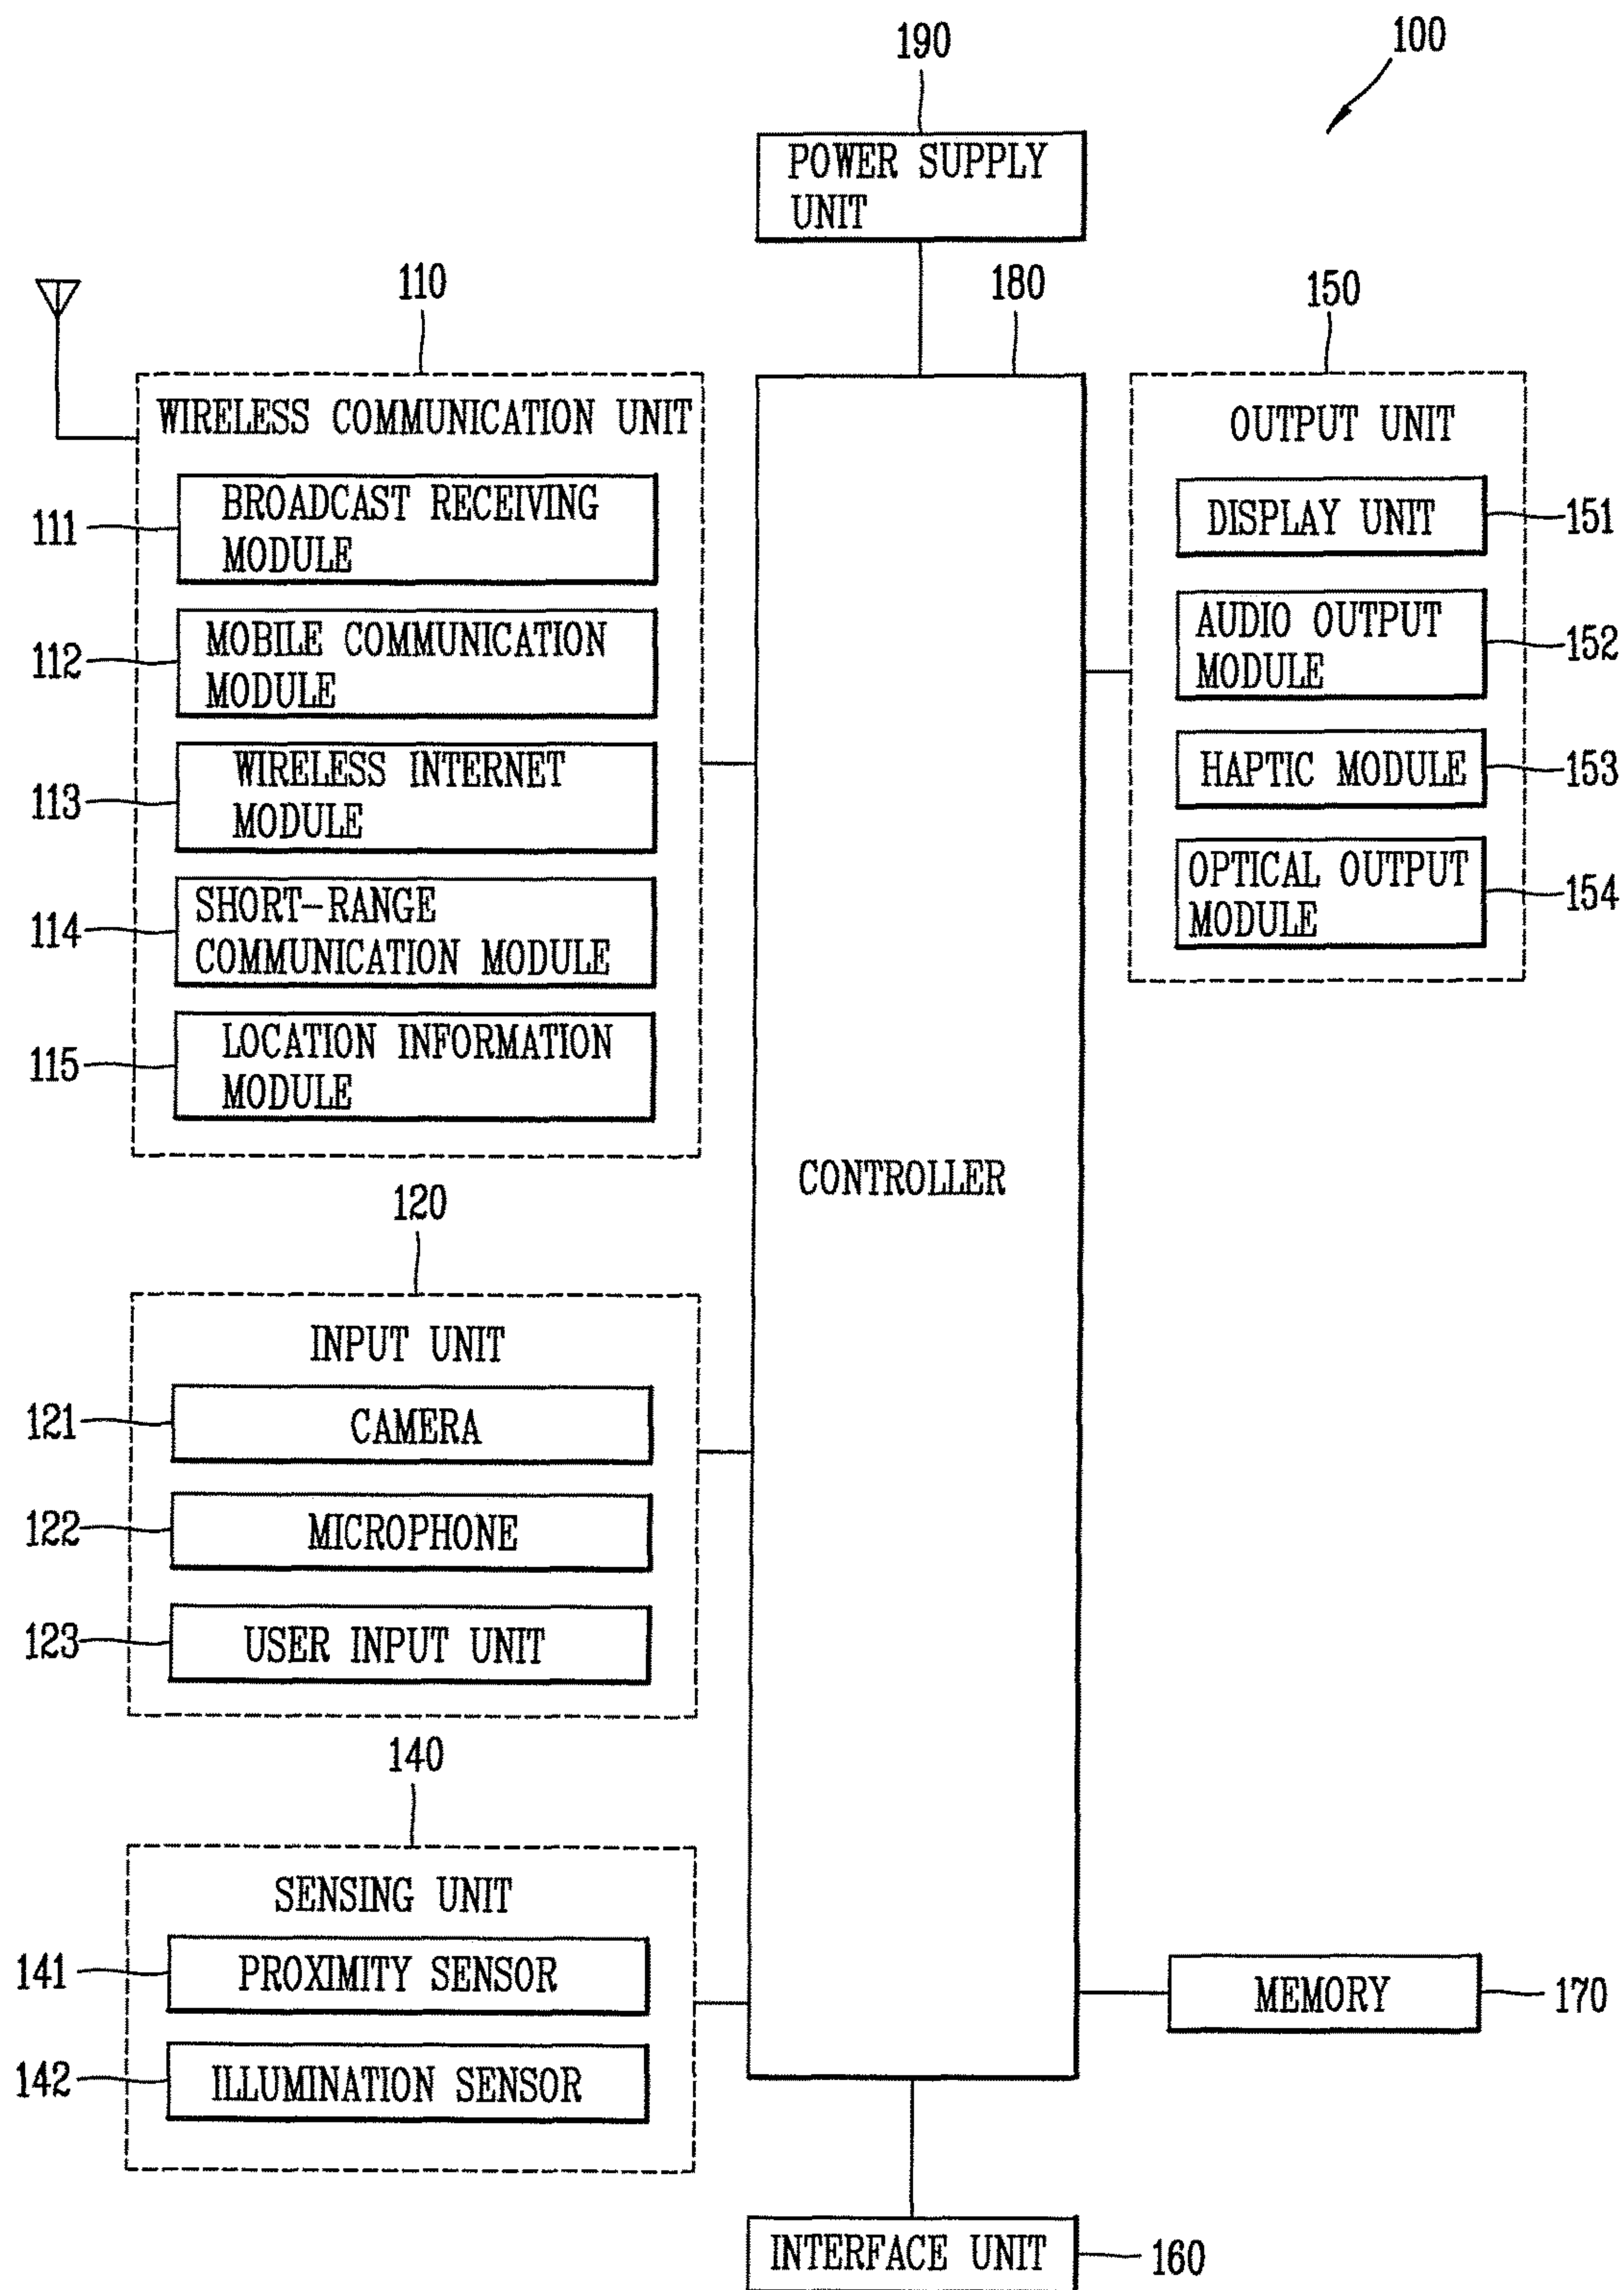 100
190
POWER SUPPLY
UNIT
110
180
150
WIRELESS COMMUNICATION UNIT
111
BROADCAST RECEIVING
MODULE
112
MOBILE COMMUNICATION
MODULE
113
WIRELESS INTERNET
MODULE
114
SHORT-RANGE
COMMUNICATION MODULE
115
LOCATION INFORMATION
MODULE
OUTPUT UNIT
DISPLAY UNIT
151
AUDIO OUTPUT
MODULE
152
HAPTIC MODULE
153
OPTICAL OUTPUT
MODULE
154
CONTROLLER
120
INPUT UNIT
121
CAMERA
122
MICROPHONE
123
USER INPUT UNIT
140
SENSING UNIT
141
PROXIMITY SENSOR
142
ILLUMINATION SENSOR
MEMORY
170
INTERFACE UNIT
160